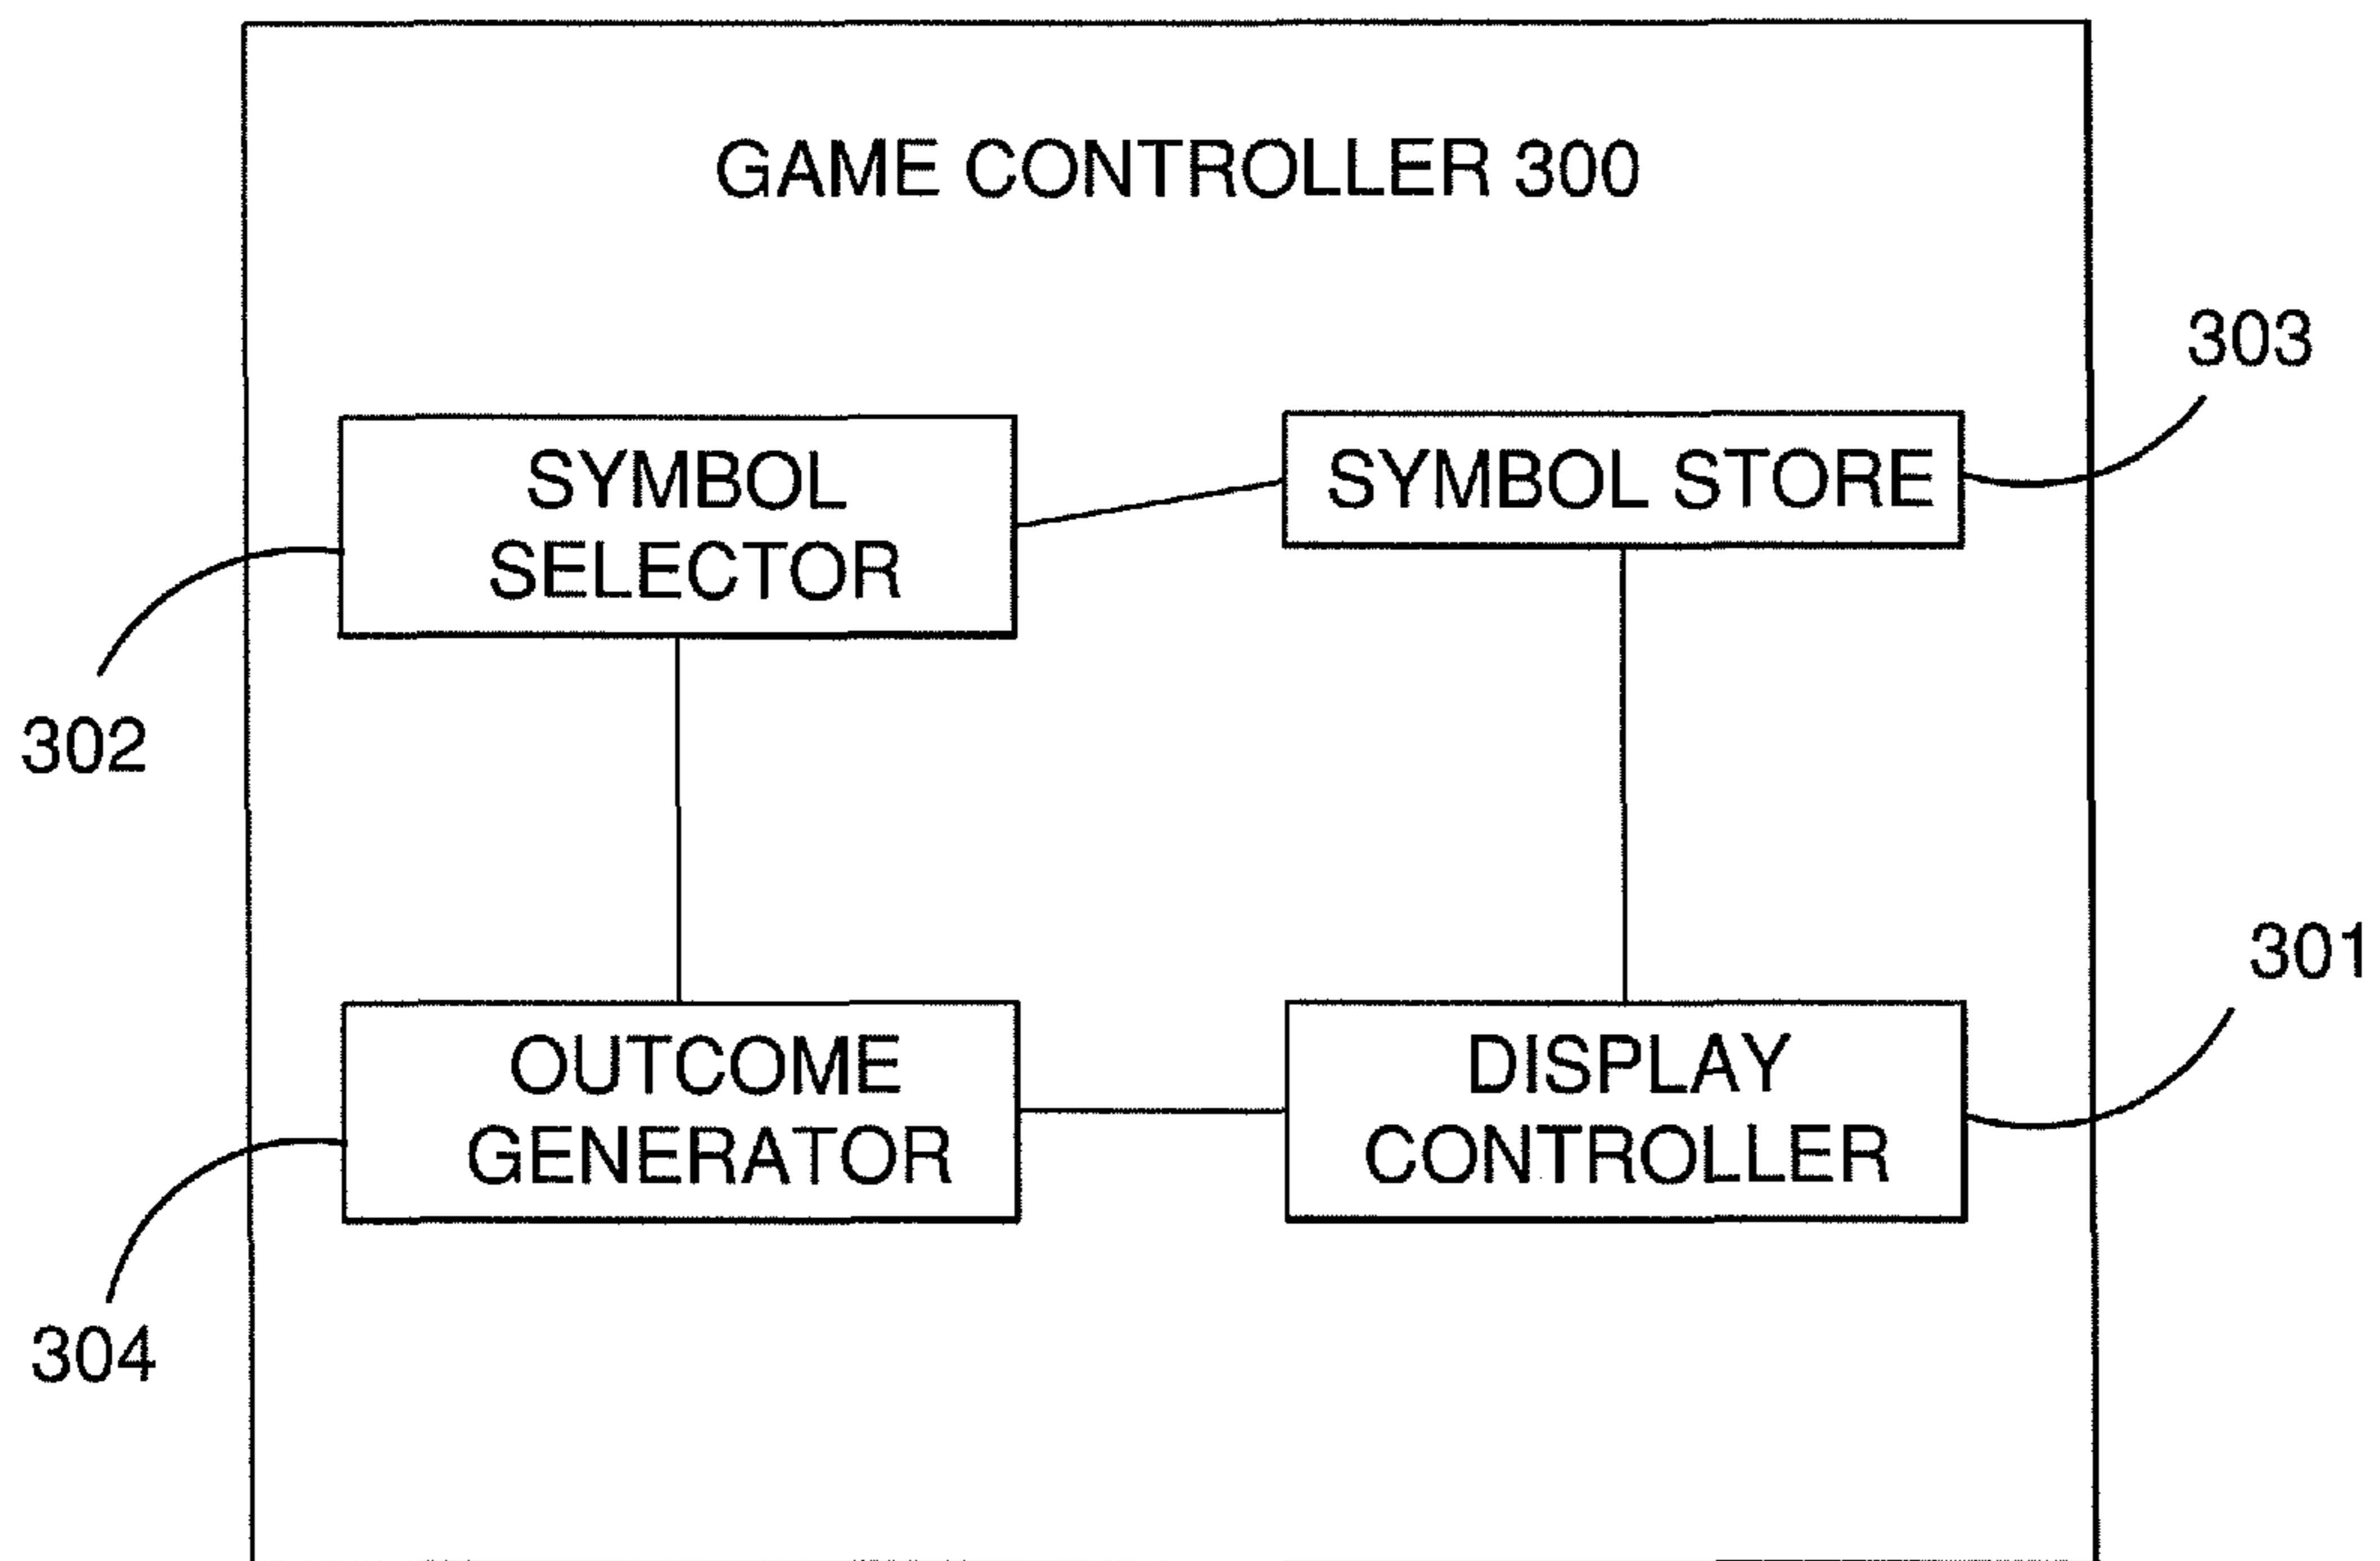 GAME CONTROLLER 300
303
SYMBOL
SELECTOR
SYMBOL STORE
302
301
OUTCOME
GENERATOR
DISPLAY
CONTROLLER
304